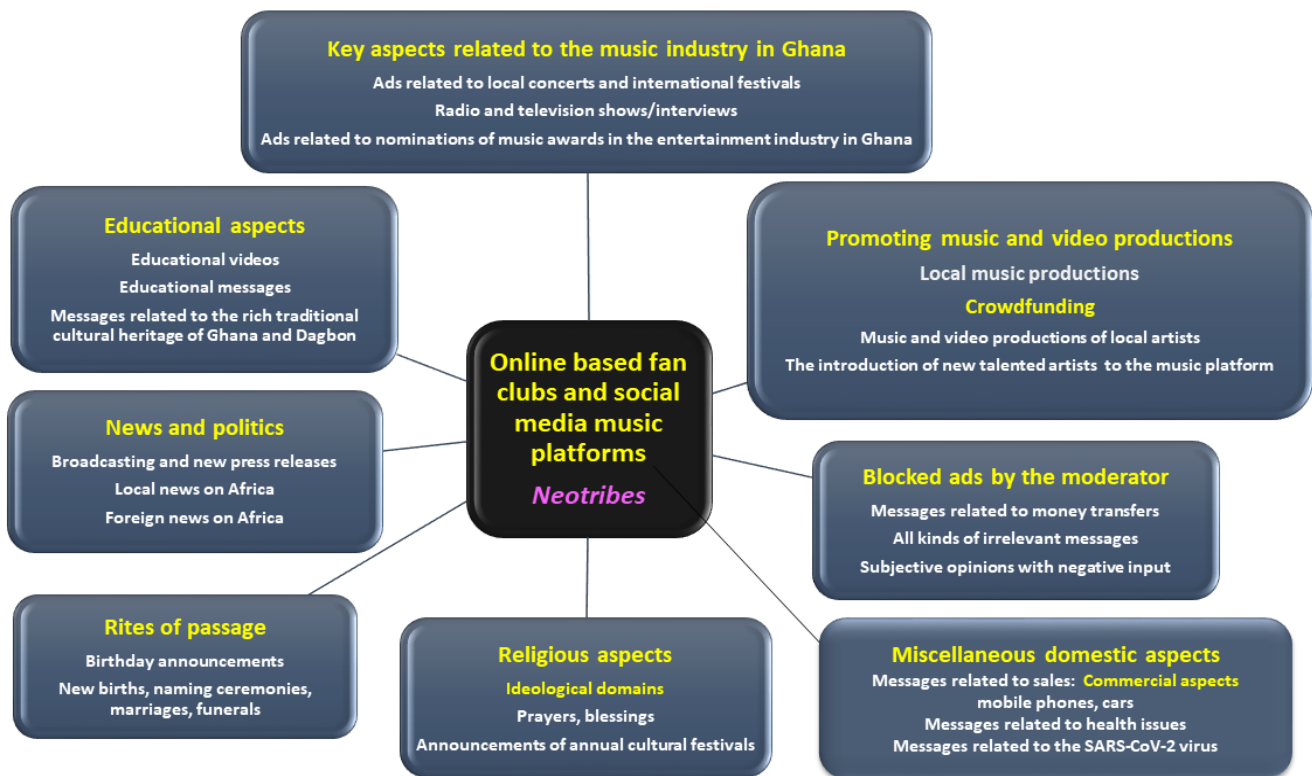 Key aspects related to the music industry in Ghana
Ads related to local concerts and international festivals
Radio and television shows/interviews
Ads related to nominations of music awards in the entertainment industry in Ghana
Educational aspects
Educational videos
Educational messages
Messages related to the rich traditional
cultural heritage of Ghana and Dagbon
Promoting music and video productions
Local music productions
Crowdfunding
Music and video productions of local artists
The introduction of new talented artists to the music platform
Online based fan
clubs and social
media music
platforms
Neotribes
News and politics
Broadcasting and new press releases
Local news on Africa
Foreign news on Africa
Blocked ads by the moderator
Messages related to money transfers
All kinds of irrelevant messages
Subjective opinions with negative input
Rites of passage
Birthday announcements
New births, naming ceremonies,
marriages, funerals
Religious aspects
Ideological domains
Prayers, blessings
Announcements of annual cultural festivals
Miscellaneous domestic aspects
Messages related to sales: Commercial aspects
mobile phones, cars
Messages related to health issues
Messages related to the SARS-CoV-2 virus